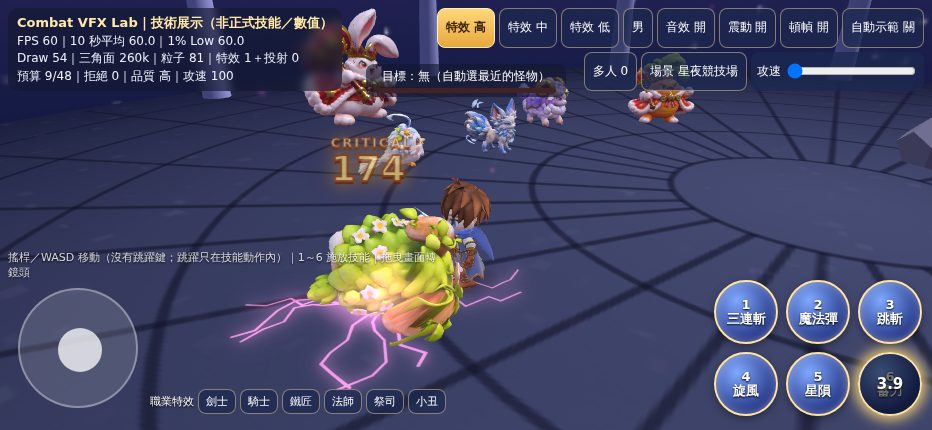 Combat VFX Lab｜技術展示（非正式技能／數值）
FPS 60｜10 秒平均 60.0｜1% Low 60.0
Draw 54｜三角面 260k｜粒子 81｜特效 1＋投射 0
預算 9/48｜拒絕 0｜品質 高｜攻速 100
特效 高
特效 中
特效 低
男
音效 開
震動 開
頓幀 開
自動示範 關
目標：無（自動選最近的怪物）
多人 0
場景 星夜競技場
攻速
CRITICAL
174
搖桿／WASD 移動（沒有跳躍鍵；跳躍只在技能動作內）｜1～6 施放技能｜拖曳畫面轉
鏡頭
1
三連斬
2
魔法彈
3
跳斬
4
旋風
5
星隕
6
3.9
蓄力
職業特效
劍士
騎士
鐵匠
法師
祭司
小丑